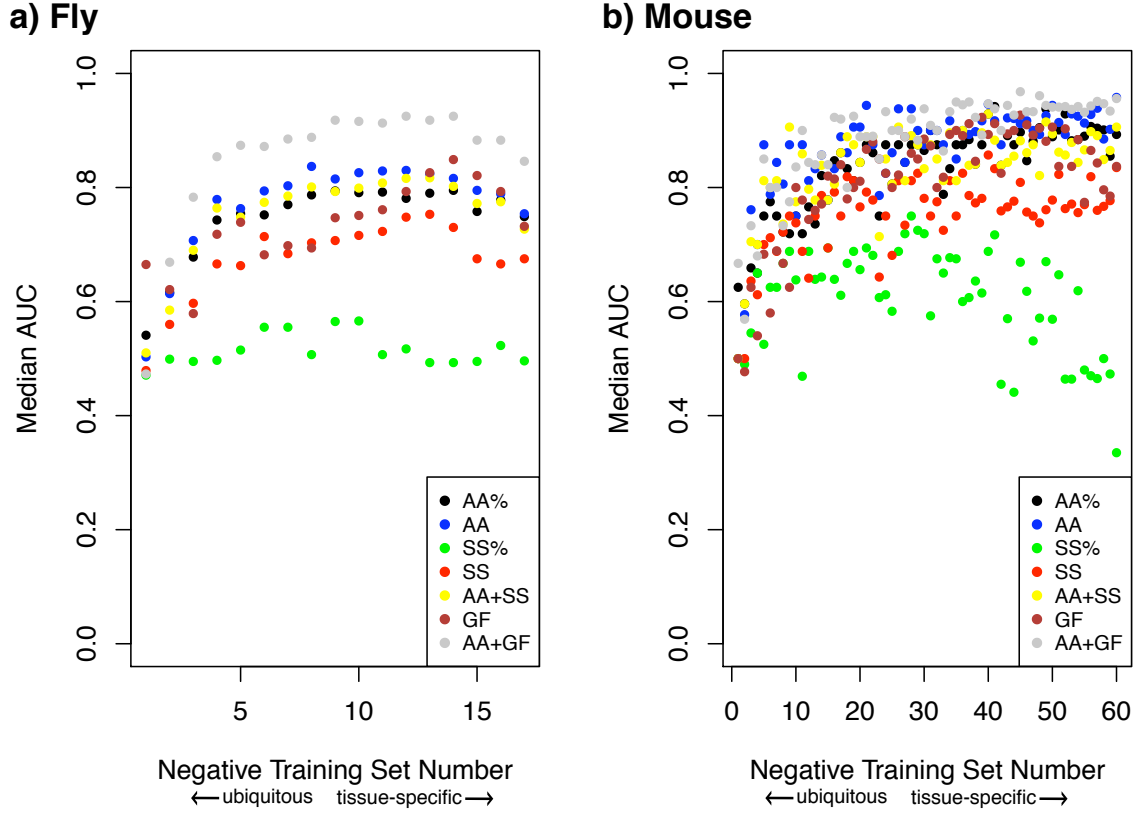 a) Fly
Median AUC
1.0
0.8
0.6
0.4
0.2
0.0
AA%
AA
SS%
SS
AA+SS
GF
AA+GF
5 10 15
Negative Training Set Number
← ubiquitous tissue-specific →
b) Mouse
Median AUC
1.0
0.8
0.6
0.4
0.2
0.0
AA%
AA
SS%
SS
AA+SS
GF
AA+GF
0 10 20 30 40 50 60
Negative Training Set Number
← ubiquitous tissue-specific →